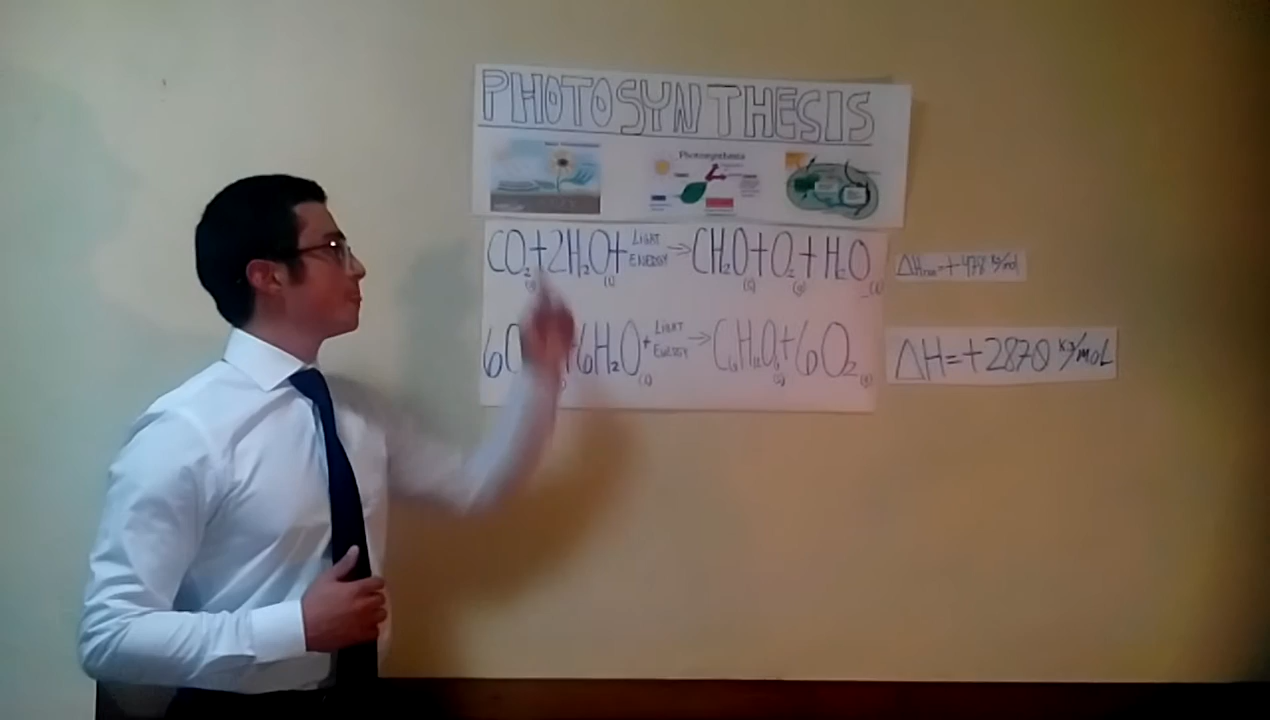 PHOTOSYNTHESIS
Photosynthesis
CO₂+2H₂O+ LIGHT ENERGY → CH₂O+O₂+H₂O
(l) (s) (g) (l)
ΔH
6 6H₂O + LIGHT ENERGY → C₆H₁₂O₆+6O₂
(l) (s) (g)
ΔH=+2870 KJ/moL